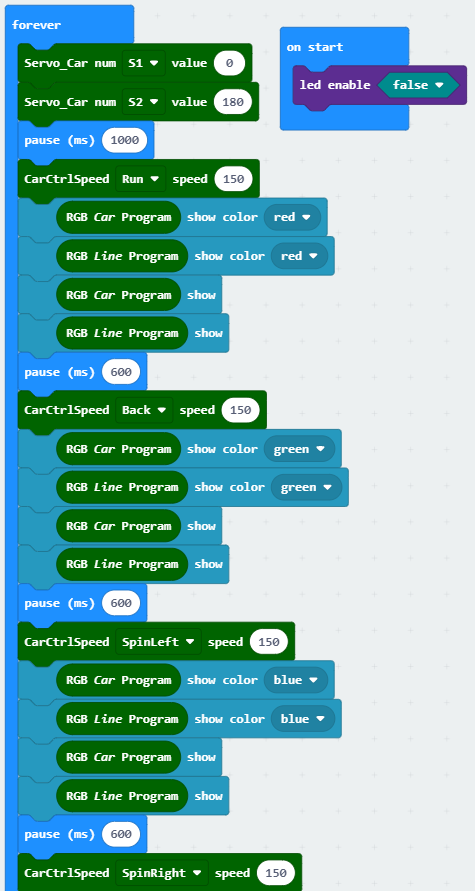 forever
Servo_Car num S1 value 0
Servo_Car num S2 value 180
pause (ms) 1000
CarCtrlSpeed Run speed 150
RGB Car Program show color red
RGB Line Program show color red
RGB Car Program show
RGB Line Program show
pause (ms) 600
CarCtrlSpeed Back speed 150
RGB Car Program show color green
RGB Line Program show color green
RGB Car Program show
RGB Line Program show
pause (ms) 600
CarCtrlSpeed SpinLeft speed 150
RGB Car Program show color blue
RGB Line Program show color blue
RGB Car Program show
RGB Line Program show
pause (ms) 600
CarCtrlSpeed SpinRight speed 150
on start
led enable false